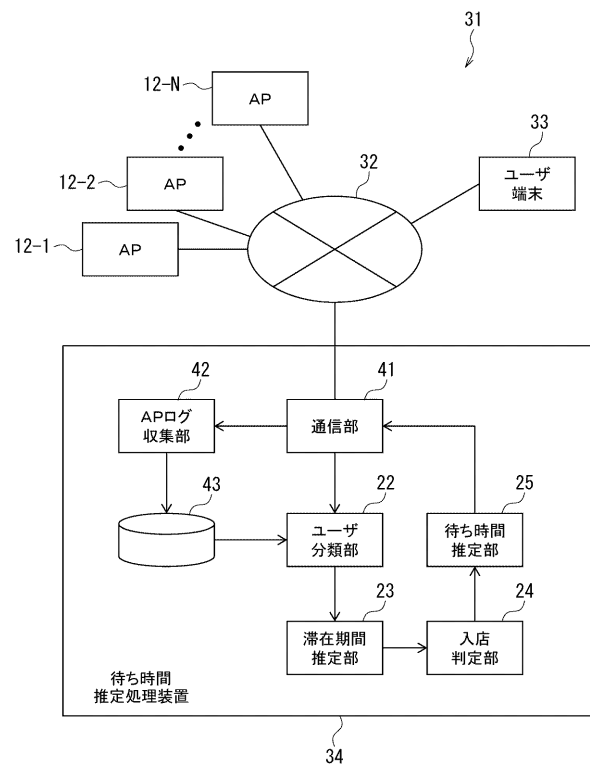 31
12-N
AP
33
ユーザ
端末
32
12-2
AP
12-1
AP
42
APログ
収集部
41
通信部
43
22
ユーザ
分類部
25
待ち時間
推定部
23
滞在期間
推定部
24
入店
判定部
待ち時間
推定処理装置
34